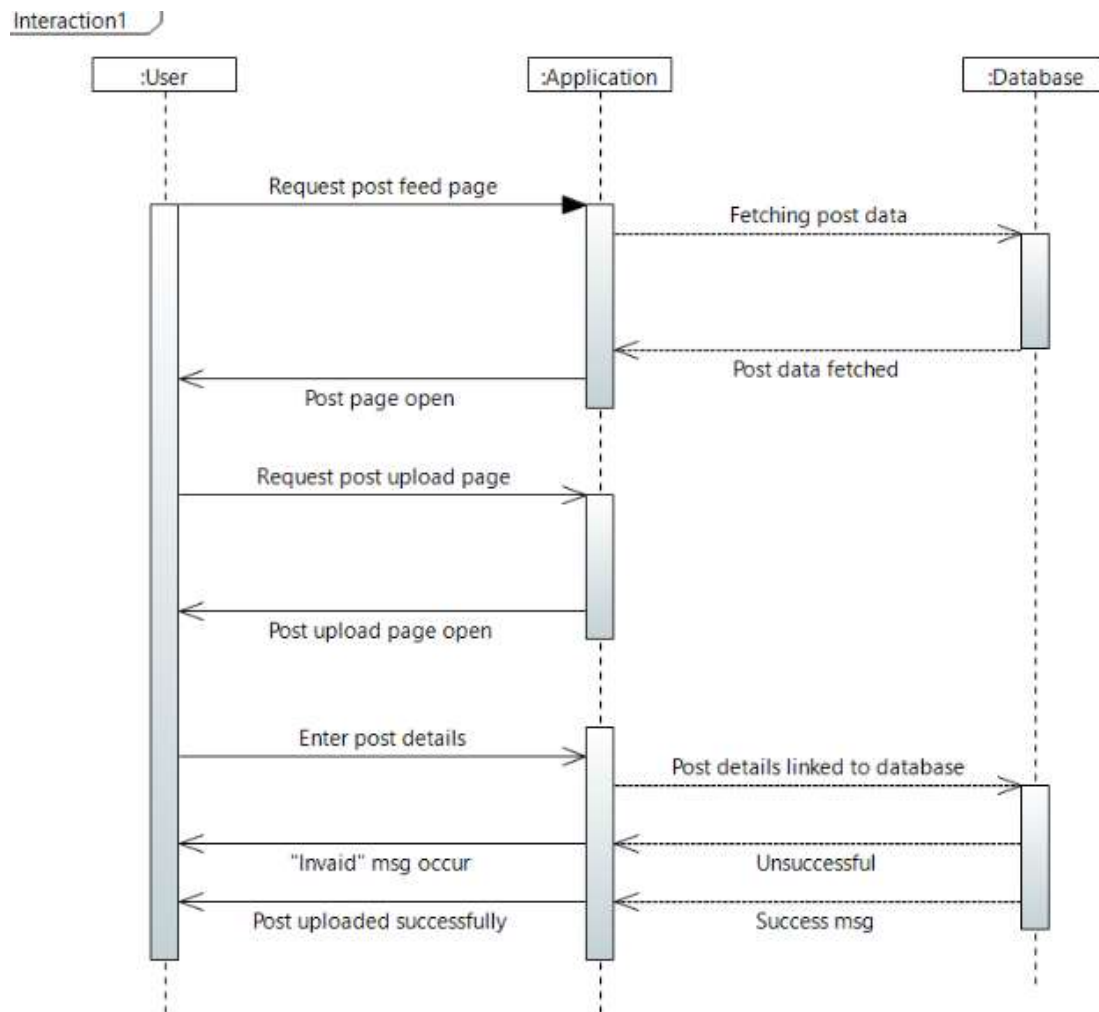 Interaction1
:User
:Application
:Database
Request post feed page
Fetching post data
Post data fetched
Post page open
Request post upload page
Post upload page open
Enter post details
Post details linked to database
"Invaid" msg occur
Unsuccessful
Post uploaded successfully
Success msg